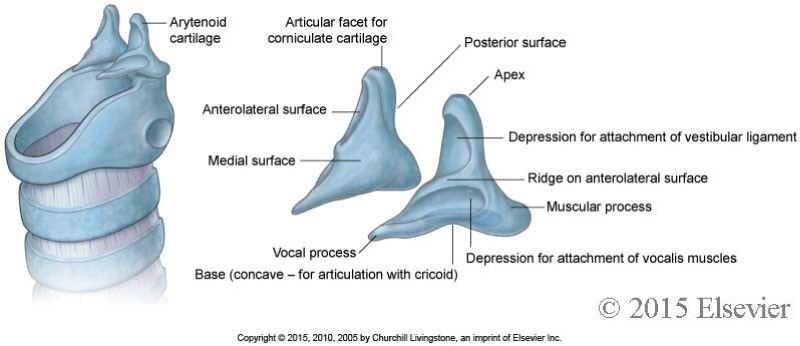 Arytenoid
cartilage
Articular facet for
corniculate cartilage
Posterior surface
Apex
Anterolateral surface
Depression for attachment of vestibular ligament
Medial surface
Ridge on anterolateral surface
Muscular process
Vocal process
Depression for attachment of vocalis muscles
Base (concave – for articulation with cricoid)
© 2015 Elsevier
Copyright © 2015, 2010, 2005 by Churchill Livingstone, an imprint of Elsevier Inc.